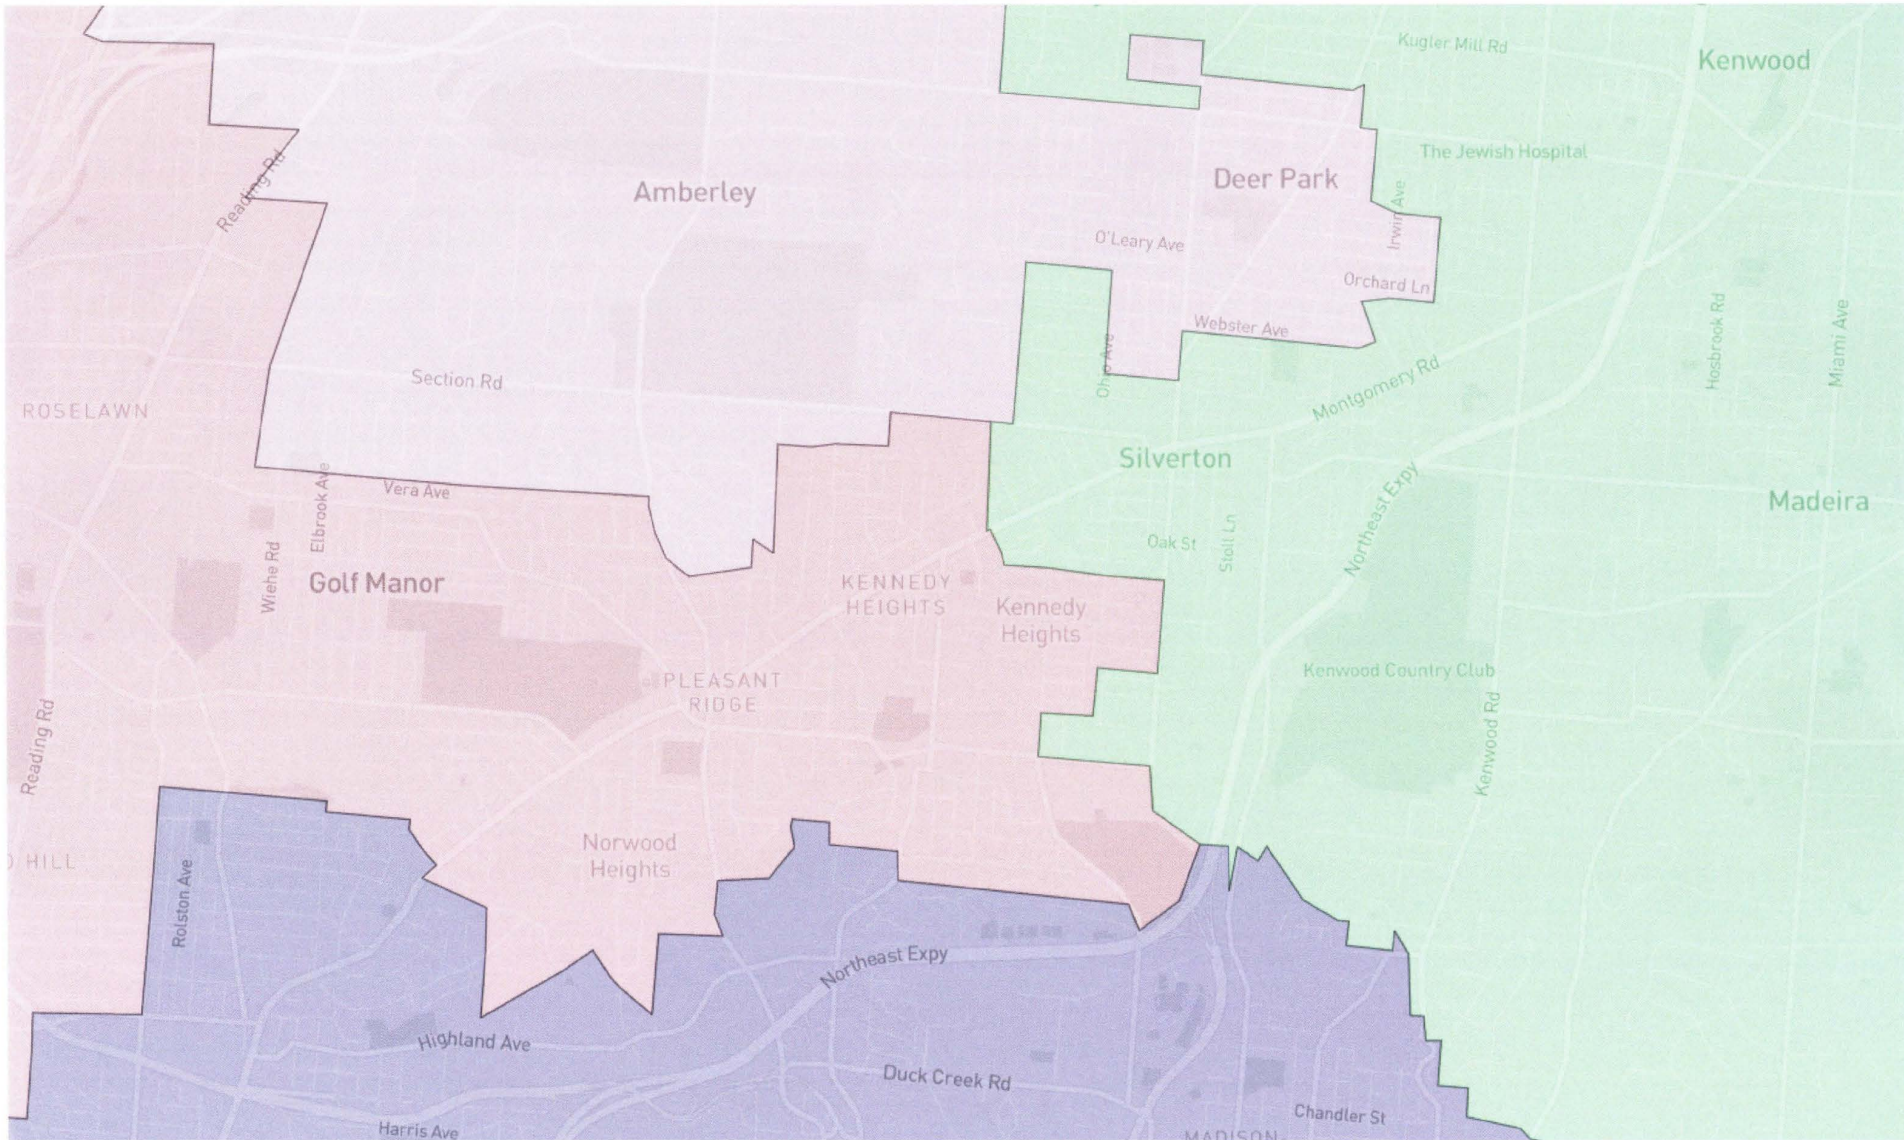 Kugler Mill Rd
Kenwood
The Jewish Hospital
Reading Rd
Amberley
Deer Park
Irwin Ave
O'Leary Ave
Orchard Ln
Webster Ave
Hosbrook Rd
Miami Ave
Ohio Ave
Section Rd
Montgomery Rd
ROSELAWN
Silverton
Elbrook Ave
Vera Ave
Northeast Expy
Madeira
Oak St
Stoll Ln
Wiehe Rd
Golf Manor
KENNEDY
HEIGHTS
Kennedy
Heights
Kenwood Country Club
PLEASANT
RIDGE
Reading Rd
Kenwood Rd
Norwood
Heights
HILL
Rolston Ave
Northeast Expy
Highland Ave
Duck Creek Rd
Chandler St
Harris Ave
MADISON